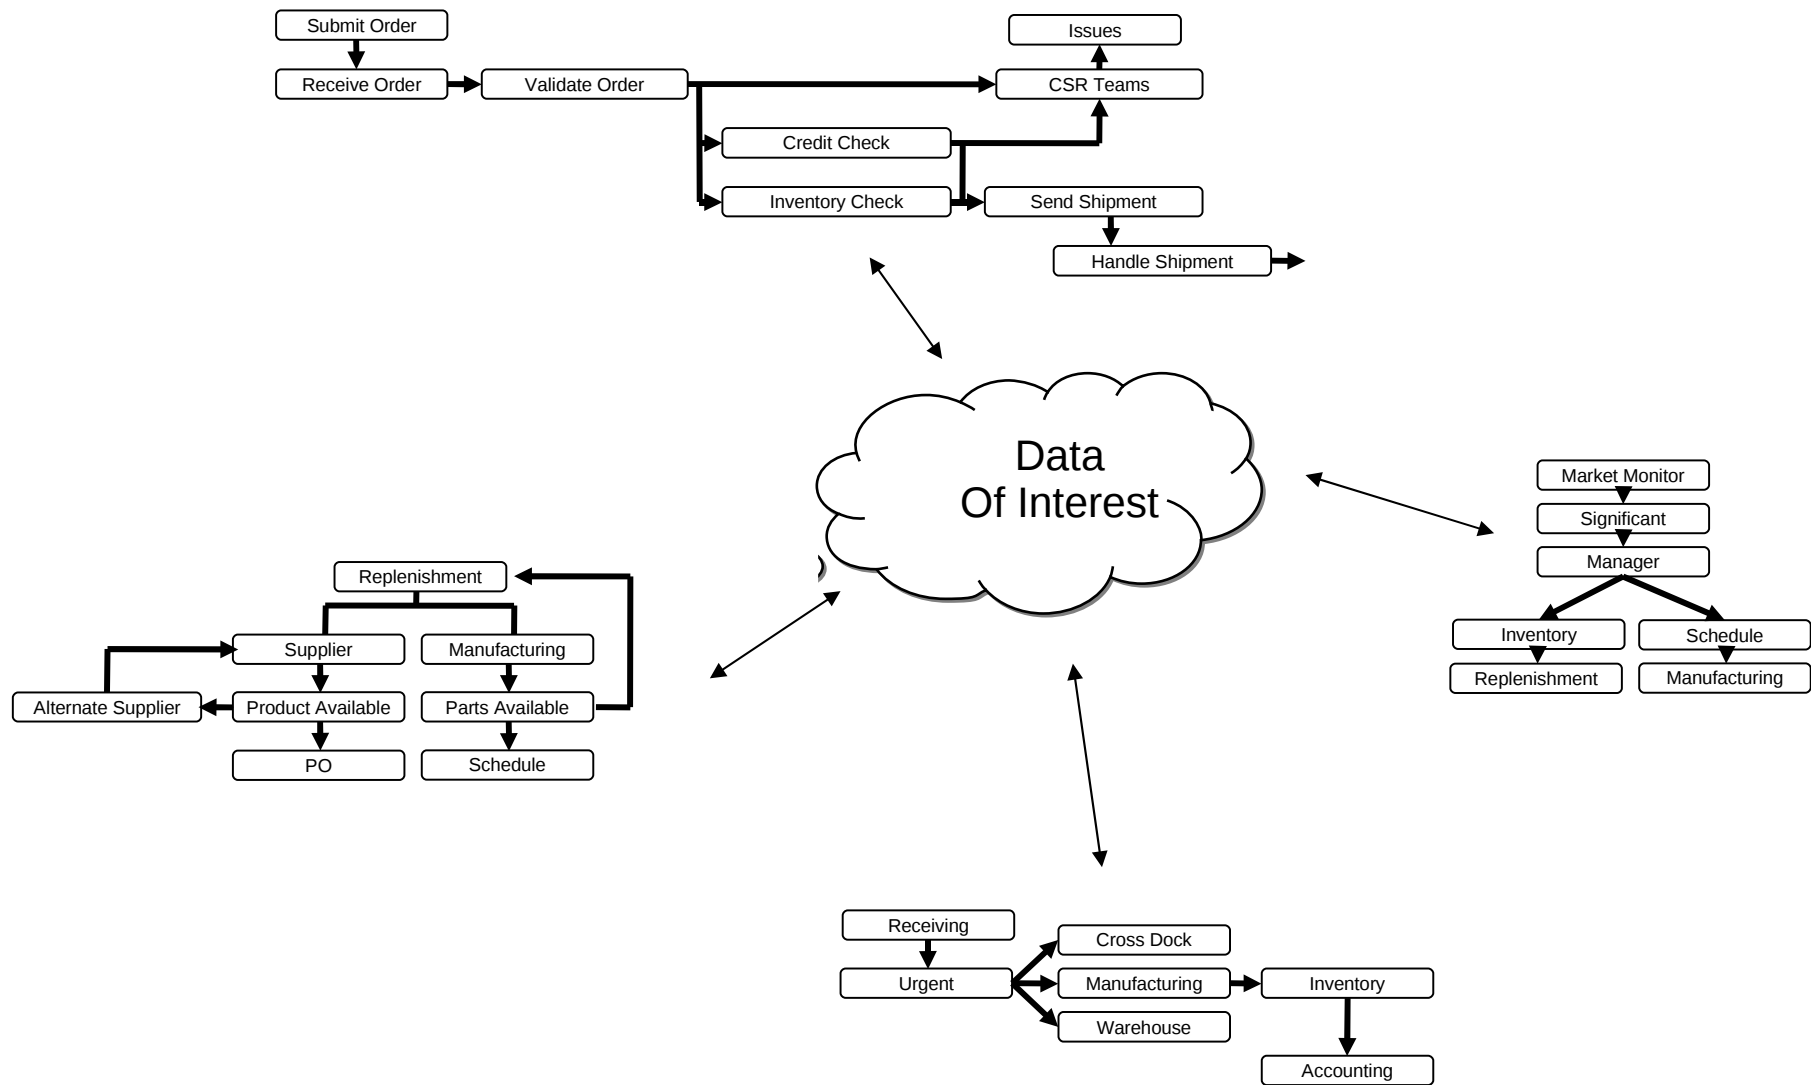 Submit Order
Issues
Receive Order
Validate Order
CSR Teams
Credit Check
Inventory Check
Send Shipment
Handle Shipment
Data
Of Interest
Market Monitor
Significant
Manager
Inventory
Schedule
Replenishment
Manufacturing
Replenishment
Supplier
Manufacturing
Alternate Supplier
Product Available
Parts Available
PO
Schedule
Receiving
Cross Dock
Urgent
Manufacturing
Inventory
Warehouse
Accounting